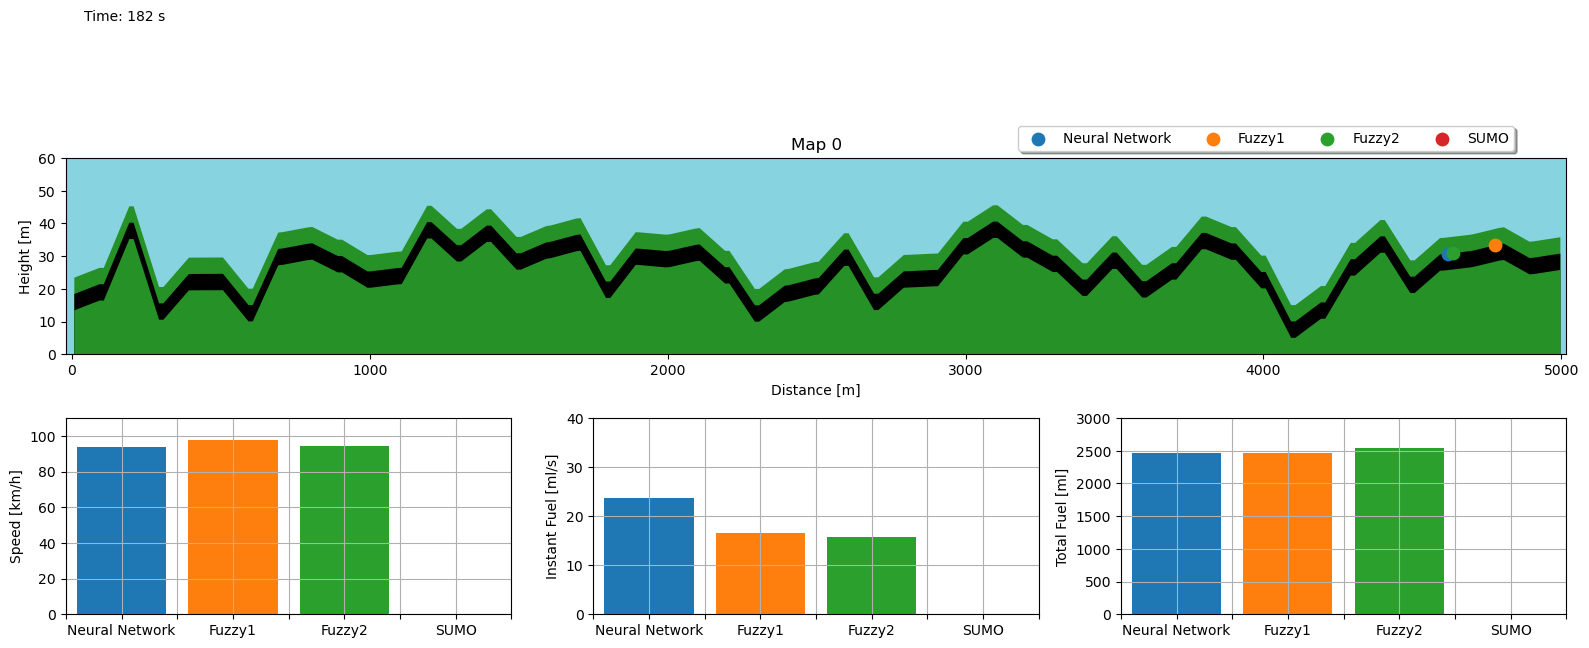 Time: 182 s
Neural Network Fuzzy1 Fuzzy2 SUMO
Map 0
Height [m]
60
50
40
30
20
10
0
0 1000 2000 3000 4000 5000
Distance [m]
Speed [km/h]
100
80
60
40
20
0
Neural Network Fuzzy1 Fuzzy2 SUMO
Instant Fuel [ml/s]
40
30
20
10
0
Neural Network Fuzzy1 Fuzzy2 SUMO
Total Fuel [ml]
3000
2500
2000
1500
1000
500
0
Neural Network Fuzzy1 Fuzzy2 SUMO